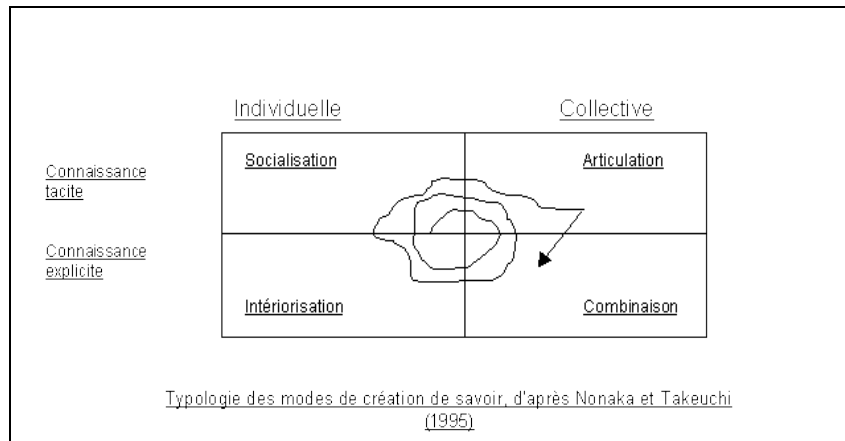 Individuelle
Collective
Connaissance
tacite
Socialisation
Articulation
Connaissance
explicite
Intériorisation
Combinaison
Typologie des modes de création de savoir, d'après Nonaka et Takeuchi
(1995)